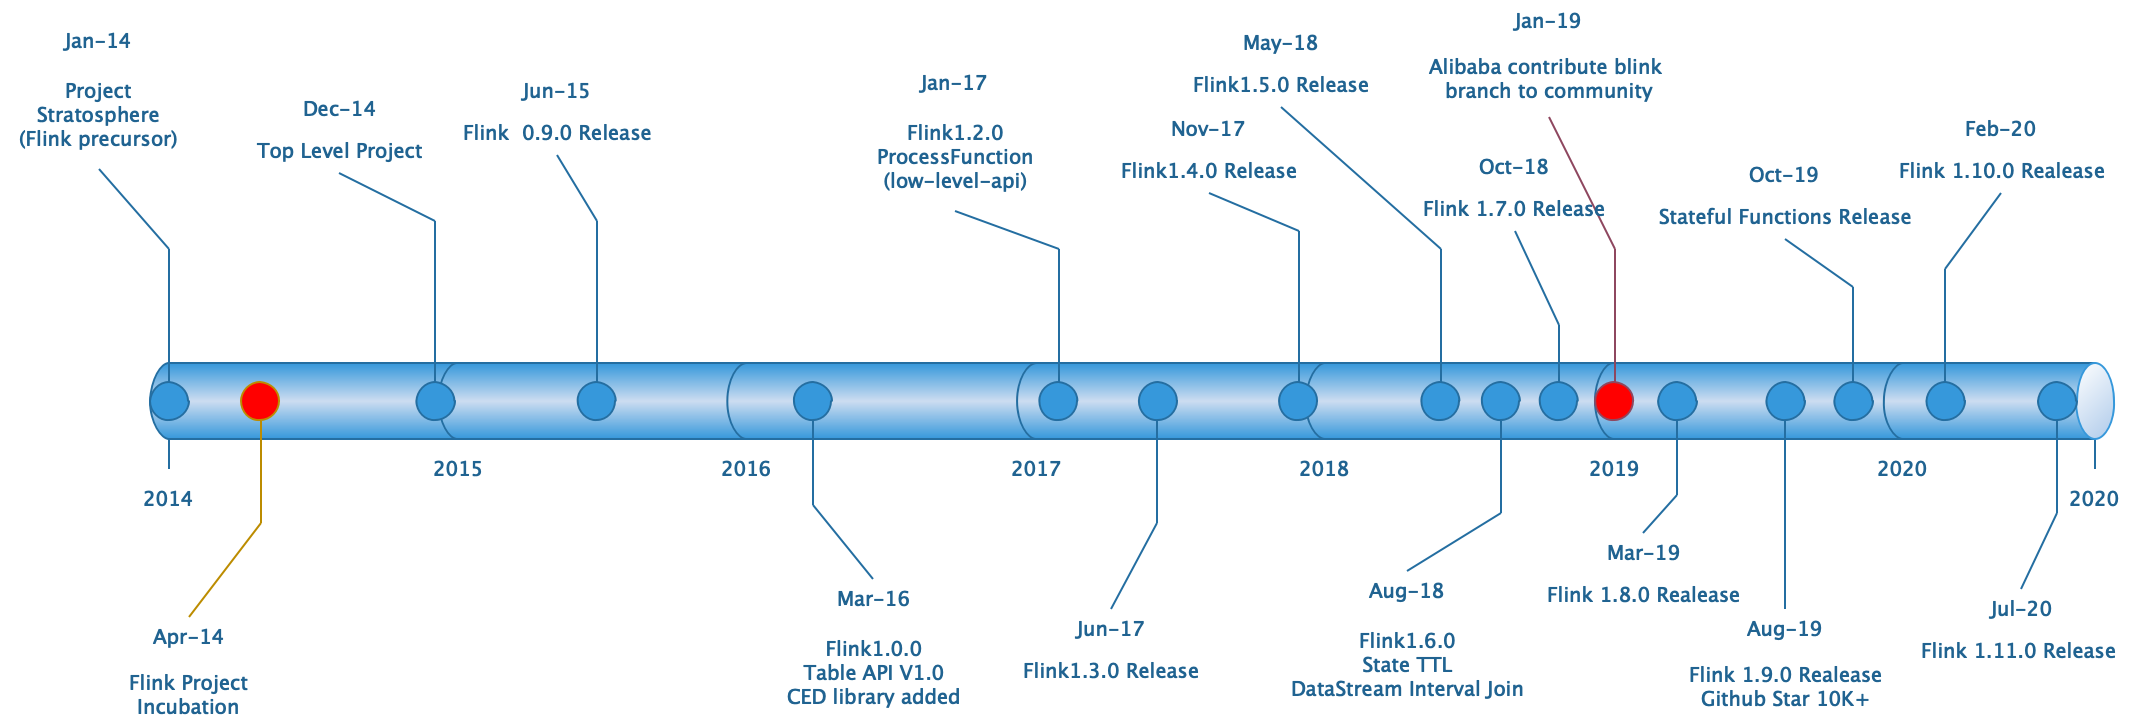 Jan-14
Project
Stratosphere
(Flink precursor)
Dec-14
Top Level Project
Jun-15
Flink  0.9.0 Release
Jan-17
Flink1.2.0
ProcessFunction
(low-level-api)
Nov-17
Flink1.4.0 Release
May-18
Flink1.5.0 Release
Oct-18
Flink 1.7.0 Release
Jan-19
Alibaba contribute blink
branch to community
Oct-19
Stateful Functions Release
Feb-20
Flink 1.10.0 Realease
2014
2015
2016
2017
2018
2019
2020
2020
Apr-14
Flink Project
Incubation
Mar-16
Flink1.0.0
Table API V1.0
CED library added
Jun-17
Flink1.3.0 Release
Aug-18
Flink1.6.0
State TTL
DataStream Interval Join
Mar-19
Flink 1.8.0 Realease
Aug-19
Flink 1.9.0 Realease
Github Star 10K+
Jul-20
Flink 1.11.0 Release